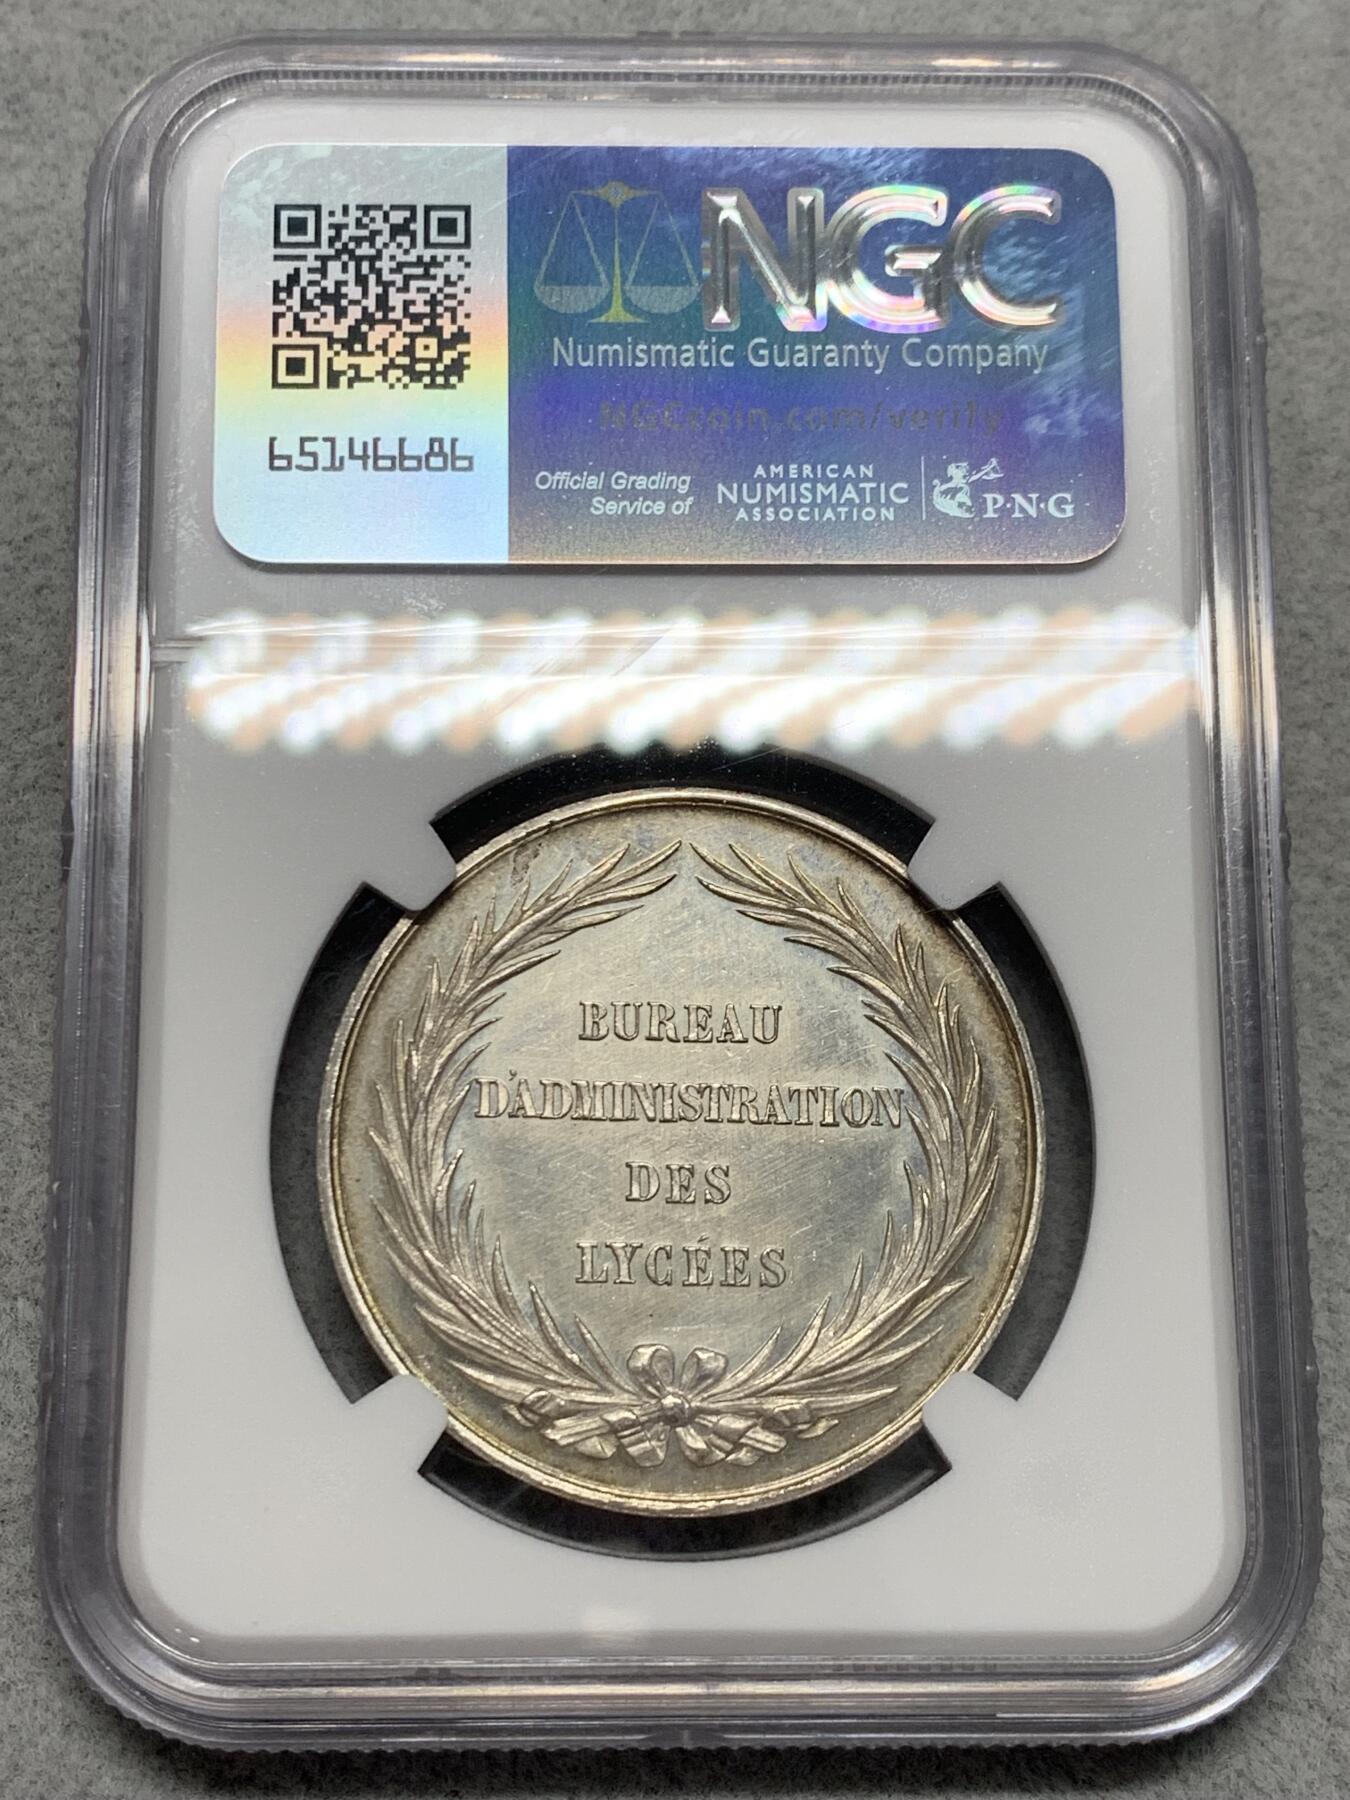 NGC
Numismatic Guaranty Company
NGCcoin.com/verify
65146686
Official Grading
Service of
AMERICAN
NUMISMATIC
ASSOCIATION
P·N·G
BUREAU
D'ADMINISTRATION
DES
LYCÉES